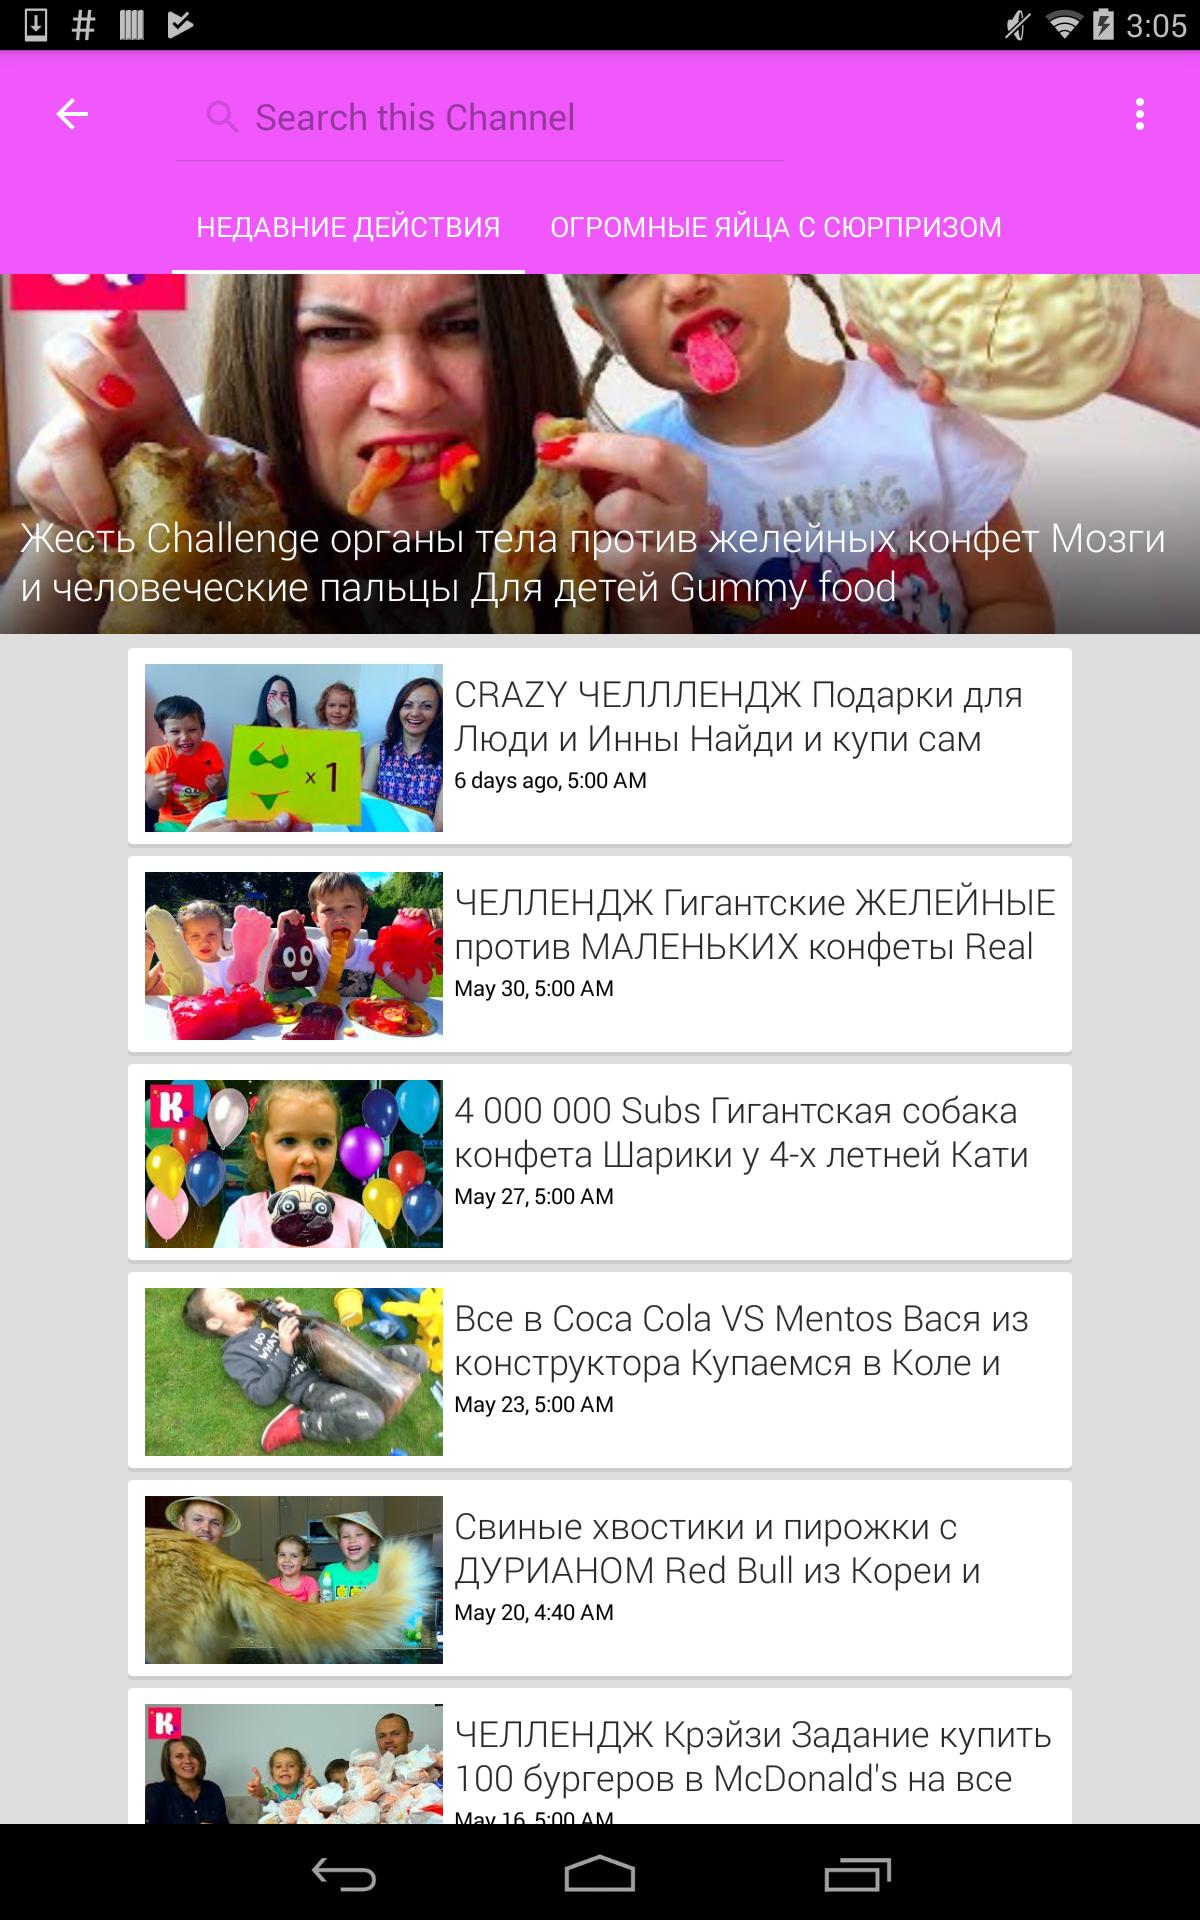 3:05
Search this Channel
НЕДАВНИЕ ДЕЙСТВИЯ ОГРОМНЫЕ ЯЙЦА С СЮРПРИЗОМ
LIVING
Жесть Challenge органы тела против желейных конфет Мозги
и человеческие пальцы Для детей Gummy food
x 1
CRAZY ЧЕЛЛЛЕНДЖ Подарки для
Люди и Инны Найди и купи сам
6 days ago, 5:00 AM
ЧЕЛЛЕНДЖ Гигантские ЖЕЛЕЙНЫЕ
против МАЛЕНЬКИХ конфеты Real
May 30, 5:00 AM
K
4 000 000 Subs Гигантская собака
конфета Шарики у 4-х летней Кати
May 27, 5:00 AM
I DO
WHAT
Все в Coca Cola VS Mentos Вася из
конструктора Купаемся в Коле и
May 23, 5:00 AM
Свиные хвостики и пирожки с
ДУРИАНОМ Red Bull из Кореи и
May 20, 4:40 AM
K
ЧЕЛЛЕНДЖ Крэйзи Задание купить
100 бургеров в McDonald's на все
May 16, 5:00 AM